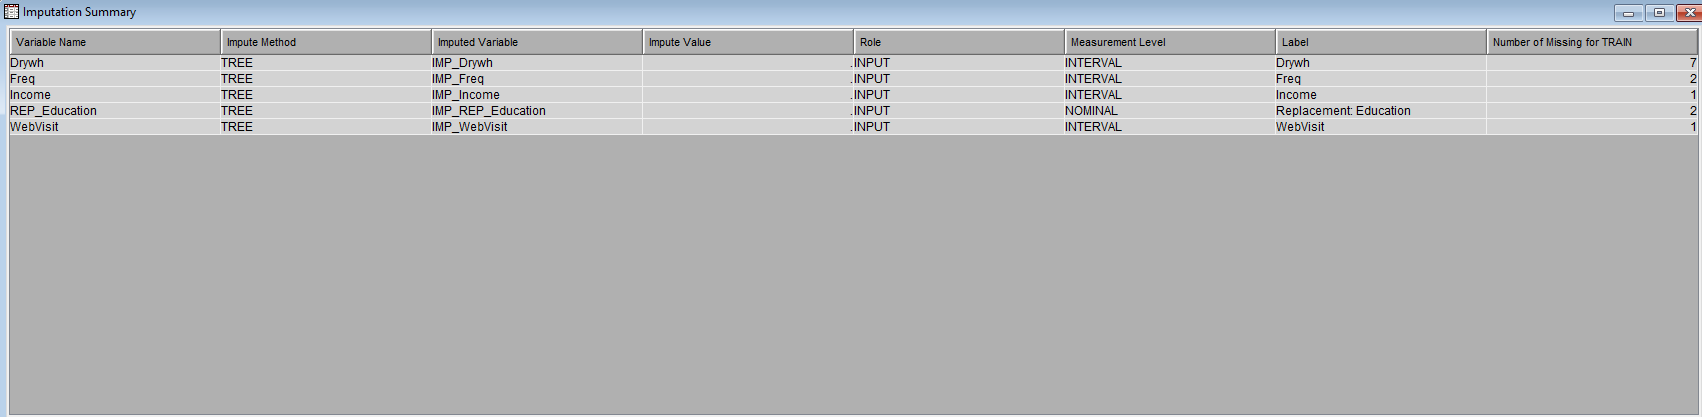 Imputation Summary
Variable Name Impute Method Imputed Variable Impute Value Role Measurement Level Label Number of Missing for TRAIN
Drywh TREE IMP_Drywh . INPUT INTERVAL Drywh 7
Freq TREE IMP_Freq . INPUT INTERVAL Freq 2
Income TREE IMP_Income . INPUT INTERVAL Income 1
REP_Education TREE IMP_REP_Education . INPUT NOMINAL Replacement: Education 2
WebVisit TREE IMP_WebVisit . INPUT INTERVAL WebVisit 1